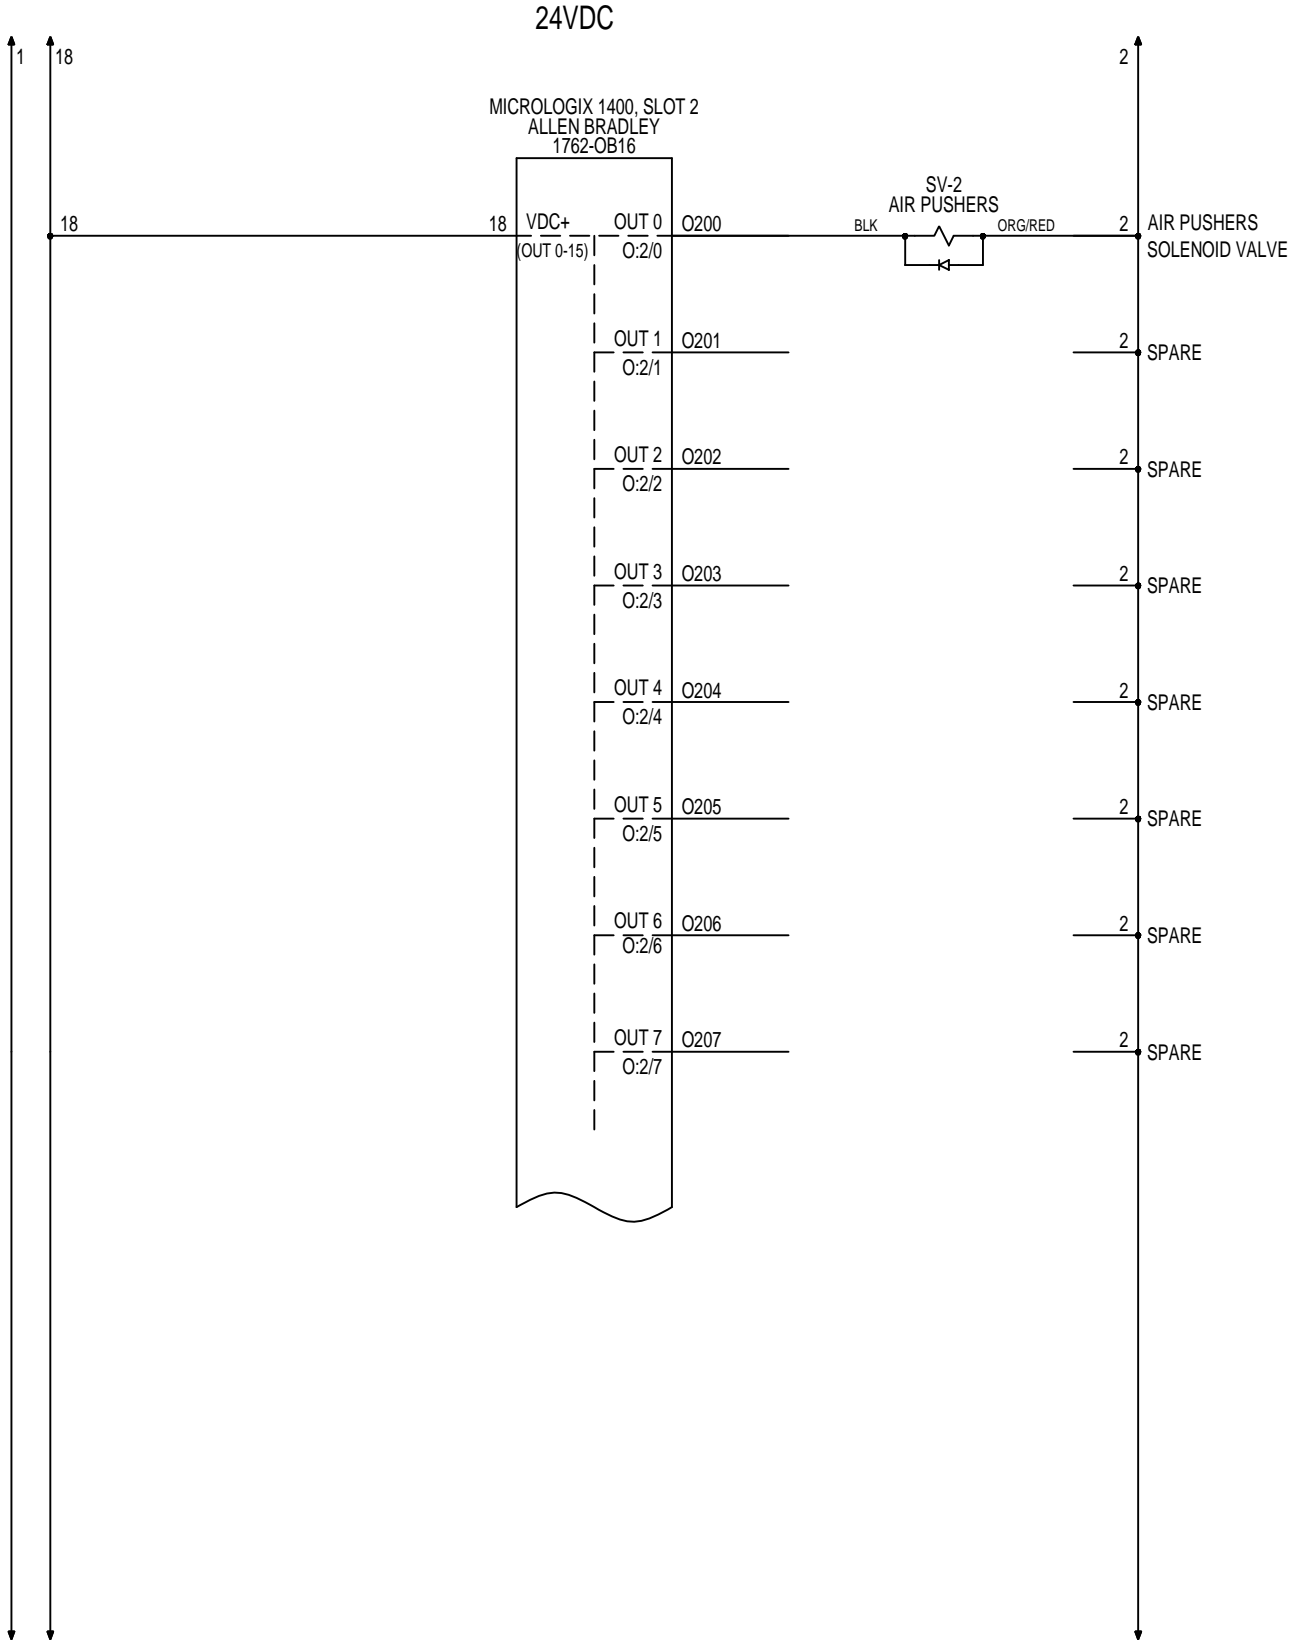 24VDC
1
18
2
MICROLOGIX 1400, SLOT 2
ALLEN BRADLEY
1762-OB16
SV-2
AIR PUSHERS
18
18
VDC+
OUT 0
O200
BLK
ORG/RED
2
AIR PUSHERS
(OUT 0-15)
O:2/0
SOLENOID VALVE
OUT 1
O201
2
SPARE
O:2/1
OUT 2
O202
2
SPARE
O:2/2
OUT 3
O203
2
SPARE
O:2/3
OUT 4
O204
2
SPARE
O:2/4
OUT 5
O205
2
SPARE
O:2/5
OUT 6
O206
2
SPARE
O:2/6
OUT 7
O207
2
SPARE
O:2/7